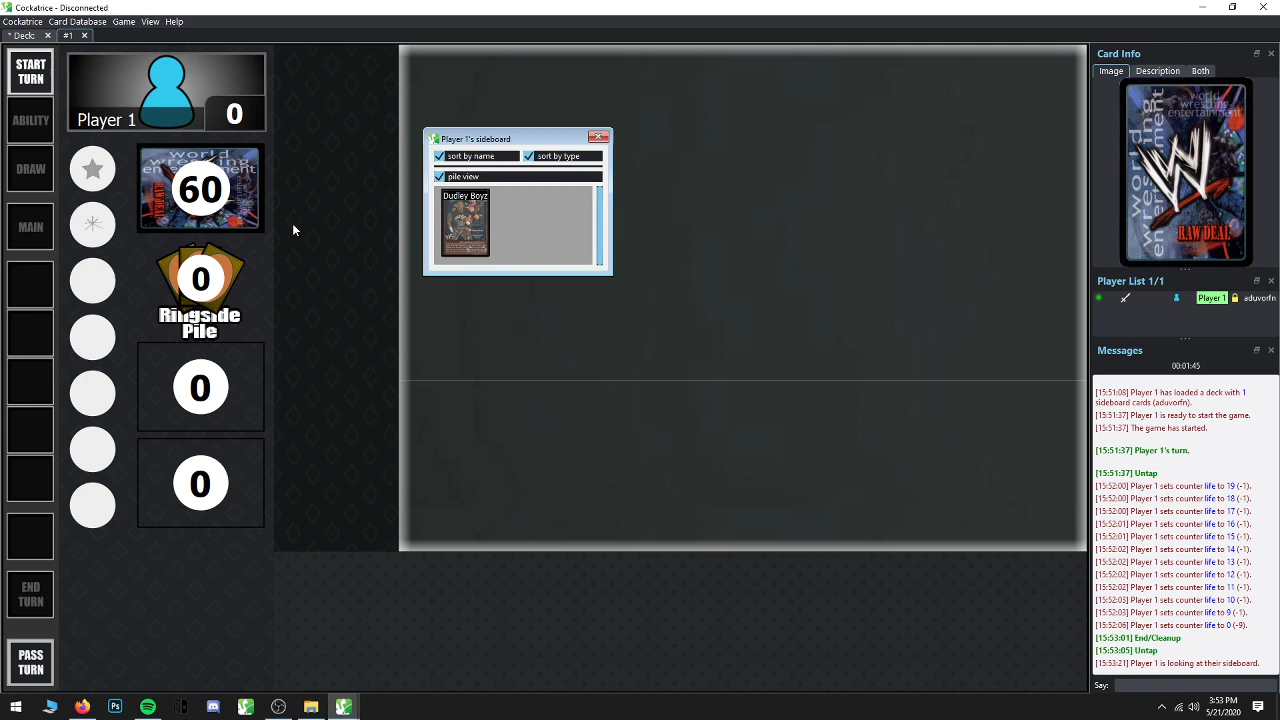 Cockatrice - Disconnected
Cockatrice Card Database Game View Help
* Deck: #1
START TURN
ABILITY
DRAW
MAIN
END TURN
PASS TURN
Player 1
0
60
0
Ringside Pile
0
0
Player 1's sideboard
sort by name sort by type
pile view
Dudley Boyz
Card Info
Image Description Both
world wrestling entertainment
RAW DEAL
Player List 1/1
Player 1 aduvorfn
Messages
00:01:45
[15:51:08] Player 1 has loaded a deck with 1
sideboard cards (aduvorfn).
[15:51:37] Player 1 is ready to start the game.
[15:51:37] The game has started.
[15:51:37] Player 1's turn.
[15:51:37] Untap
[15:52:00] Player 1 sets counter life to 19 (-1).
[15:52:00] Player 1 sets counter life to 18 (-1).
[15:52:00] Player 1 sets counter life to 17 (-1).
[15:52:01] Player 1 sets counter life to 16 (-1).
[15:52:01] Player 1 sets counter life to 15 (-1).
[15:52:02] Player 1 sets counter life to 14 (-1).
[15:52:02] Player 1 sets counter life to 13 (-1).
[15:52:02] Player 1 sets counter life to 12 (-1).
[15:52:02] Player 1 sets counter life to 11 (-1).
[15:52:03] Player 1 sets counter life to 10 (-1).
[15:52:03] Player 1 sets counter life to 9 (-1).
[15:52:06] Player 1 sets counter life to 0 (-9).
[15:53:01] End/Cleanup
[15:53:05] Untap
[15:53:21] Player 1 is looking at their sideboard.
Say:
3:53 PM
5/21/2020